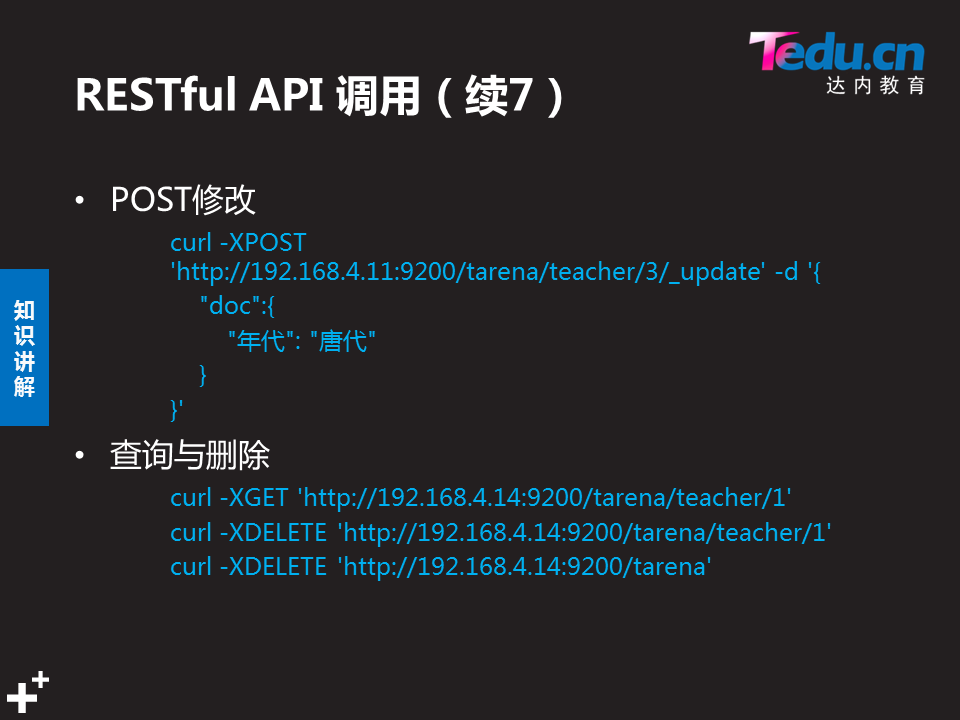 Tedu.cn
达内教育
RESTful API 调用（续7）
• POST修改
curl -XPOST
'http://192.168.4.11:9200/tarena/teacher/3/_update' -d '{
"doc":{
"年代": "唐代"
}
}'
知识讲解
• 查询与删除
curl -XGET 'http://192.168.4.14:9200/tarena/teacher/1'
curl -XDELETE 'http://192.168.4.14:9200/tarena/teacher/1'
curl -XDELETE 'http://192.168.4.14:9200/tarena'